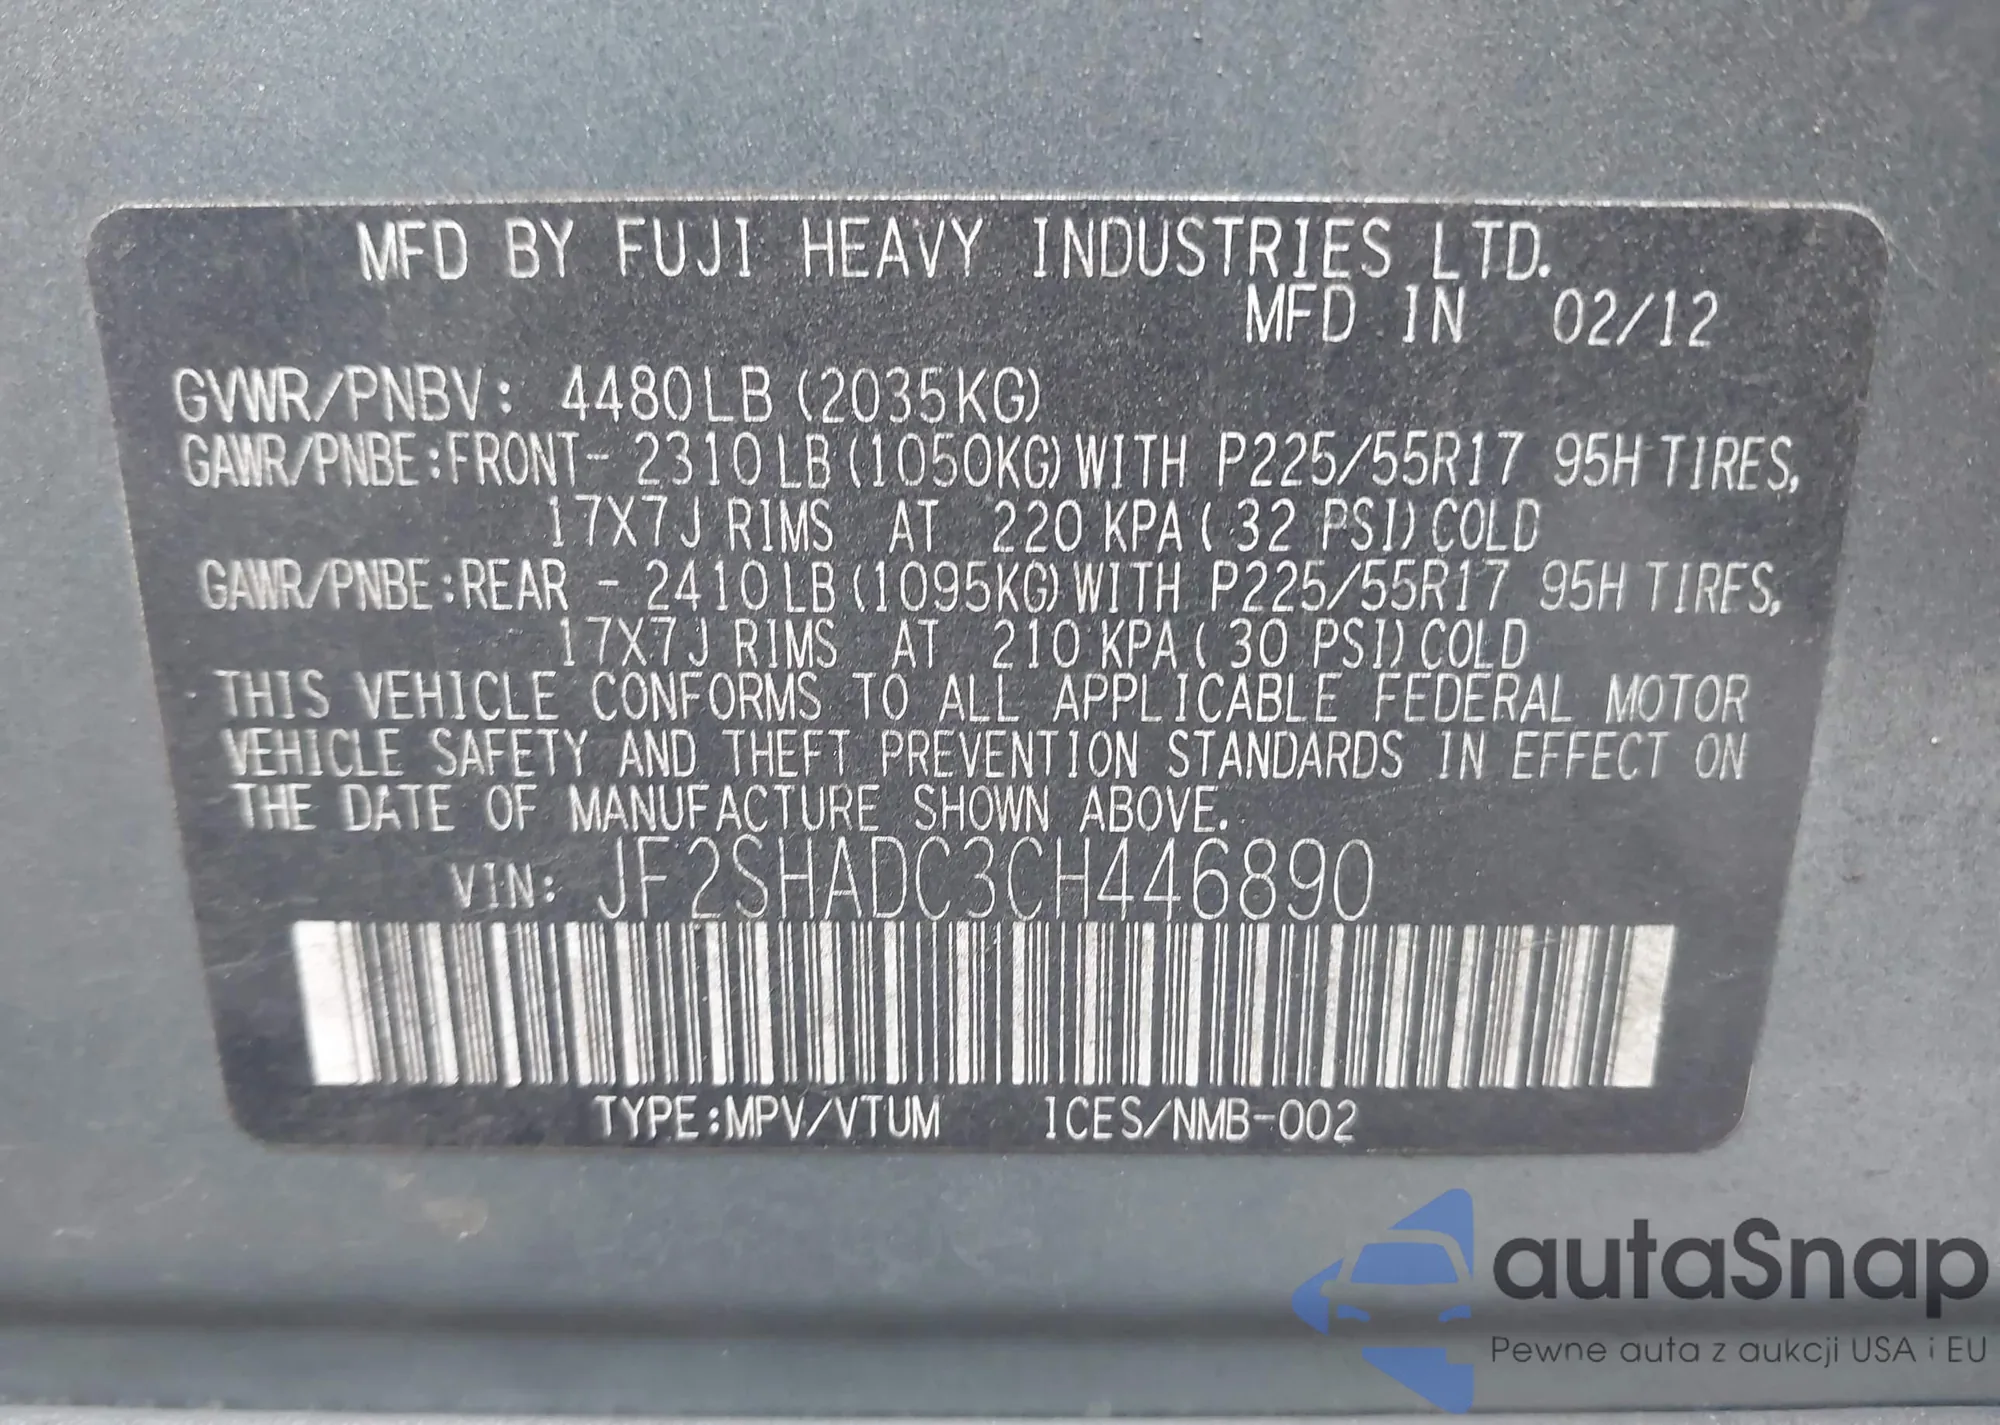 MFD BY FUJI HEAVY INDUSTRIES LTD.
MFD IN 02/12
GVWR/PNBV: 4480LB (2035KG)
GAWR/PNBE:FRONT- 2310LB(1050KG)WITH P225/55R17 95H TIRES,
17X7J RIMS AT 220 KPA( 32 PSI)COLD
GAWR/PNBE:REAR - 2410LB(1095KG)WITH P225/55R17 95H TIRES,
17X7J RIMS AT 210 KPA( 30 PSI)COLD
THIS VEHICLE CONFORMS TO ALL APPLICABLE FEDERAL MOTOR
VEHICLE SAFETY AND THEFT PREVENTION STANDARDS IN EFFECT ON
THE DATE OF MANUFACTURE SHOWN ABOVE.
VIN: JF2SHADC3CH446890
TYPE:MPV/VTUM ICES/NMB-002
autaSnap
Pewne auta z aukcji USA i EU